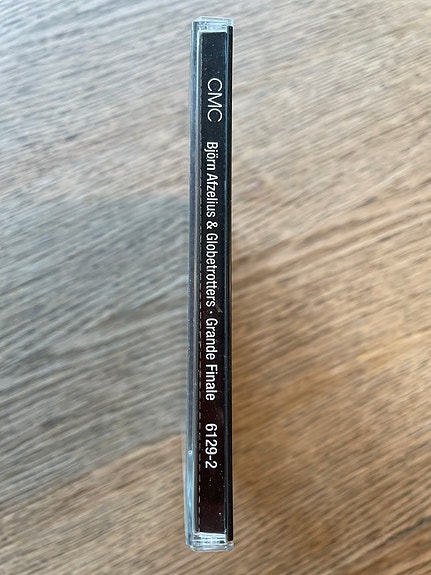 CMC Björn Afzelius & Globetrotters · Grande Finale 6129-2